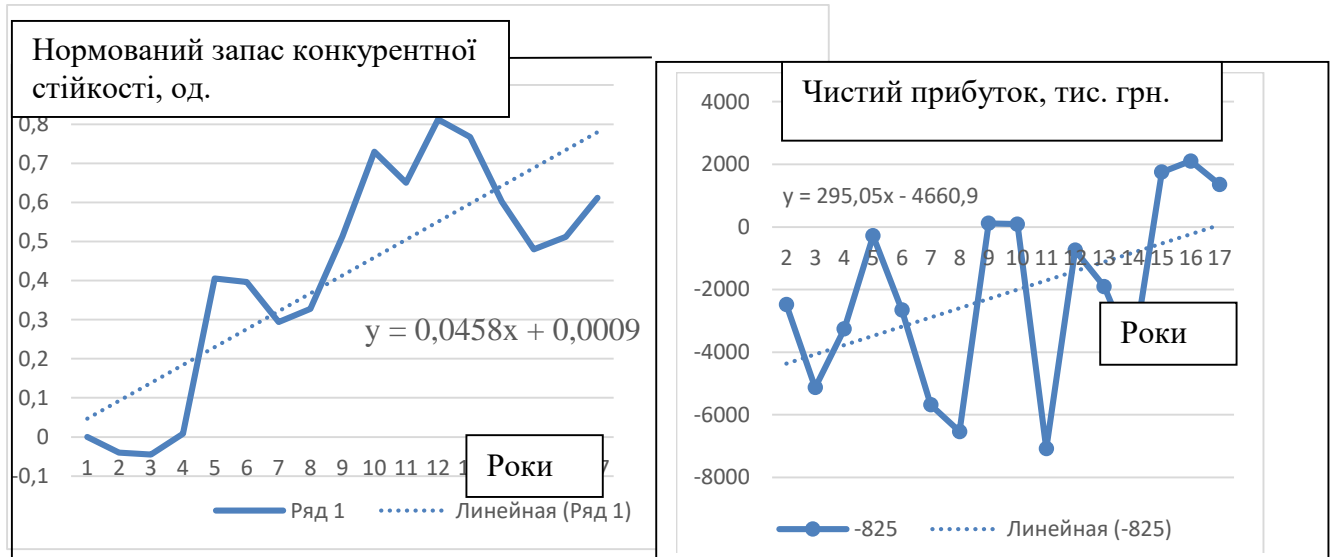 Нормований запас конкурентної
стійкості, од.
0,8
0,7
0,6
0,5
0,4
0,3
0,2
0,1
0
-0,1
y = 0,0458x + 0,0009
1 2 3 4 5 6 7 8 9 10 11 12 1 7
Роки
Ряд 1 Линейная (Ряд 1)
Чистий прибуток, тис. грн.
4000
2000
0
-2000
-4000
-6000
-8000
y = 295,05x - 4660,9
2 3 4 5 6 7 8 9 10 11 12 13 14 15 16 17
Роки
-825 Линейная (-825)